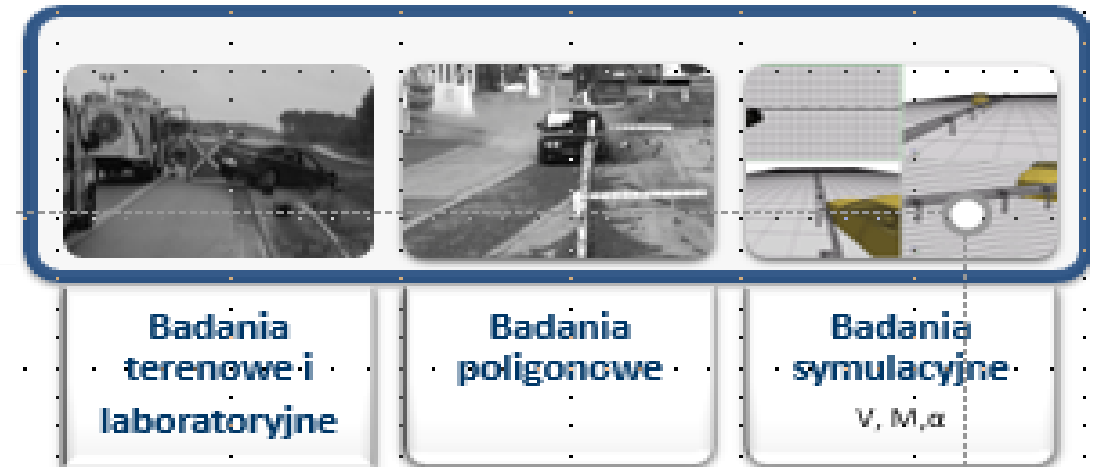 Badania
terenowe i
laboratoryjne
Badania
poligonowe
Badania
symulacyjne
V, M,α